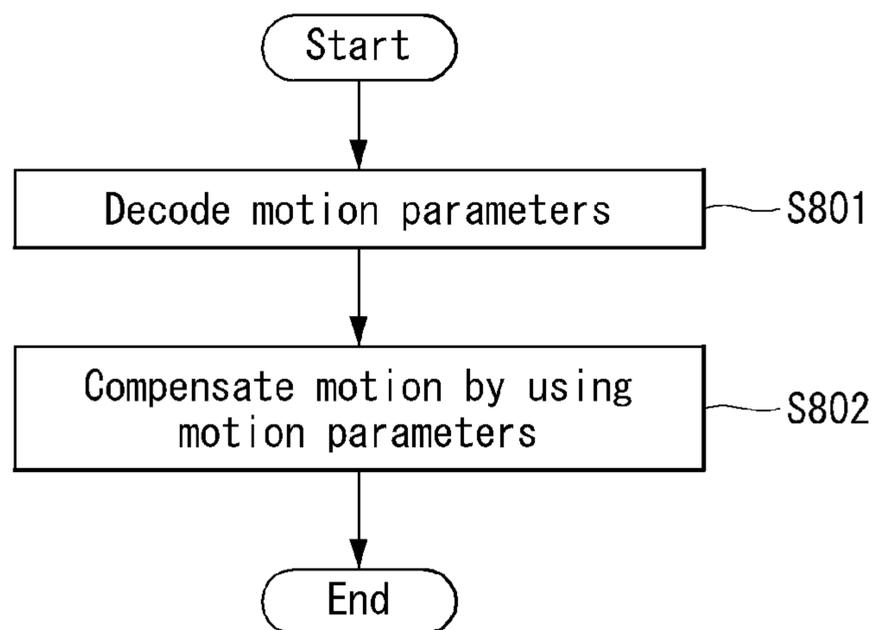 Start
Decode motion parameters
S801
Compensate motion by using
motion parameters
S802
End